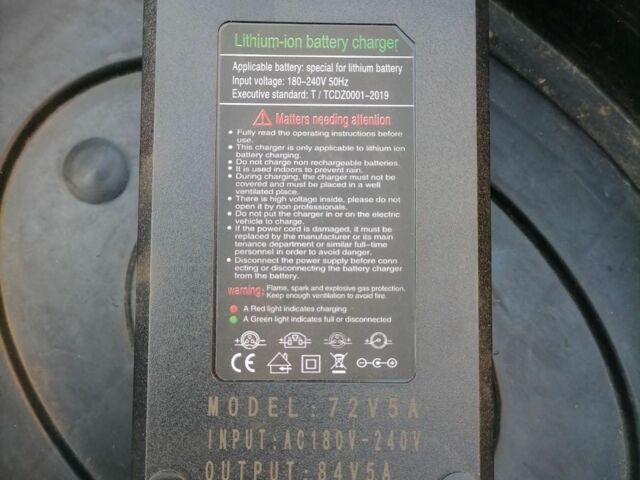 Lithium-ion battery charger
Applicable battery: special for lithium battery
Input voltage: 180-240V 50Hz
Executive standard: T / TCDZ0001-2019
Matters needing attention
● Fully read the operating instructions before
use.
● This charger is only applicable to lithium ion
battery charging.
● Do not charge non rechargeable batteries.
● It is used indoors to prevent rain.
● During charging, the charger must not be
covered and must be placed in a well
ventilated place.
● There is high voltage inside, please do not
open it by non professionals.
● Do not put the charger in or on the electric
vehicle to charge.
● If the power cord is damaged, it must be
replaced by the manufacturer or its main
tenance department or similar full-time
personnel in order to avoid danger.
● Disconnect the power supply before conn
ecting or disconnecting the battery charger
from the battery.
warning: Flame, spark and explosive gas protection.
Keep enough ventilation to avoid fire.
● A Red light indicates charging
● A Green light indicates full or disconnected
CE
MODEL:72V5A
INPUT:AC180V-240V
OUTPUT:84V5A